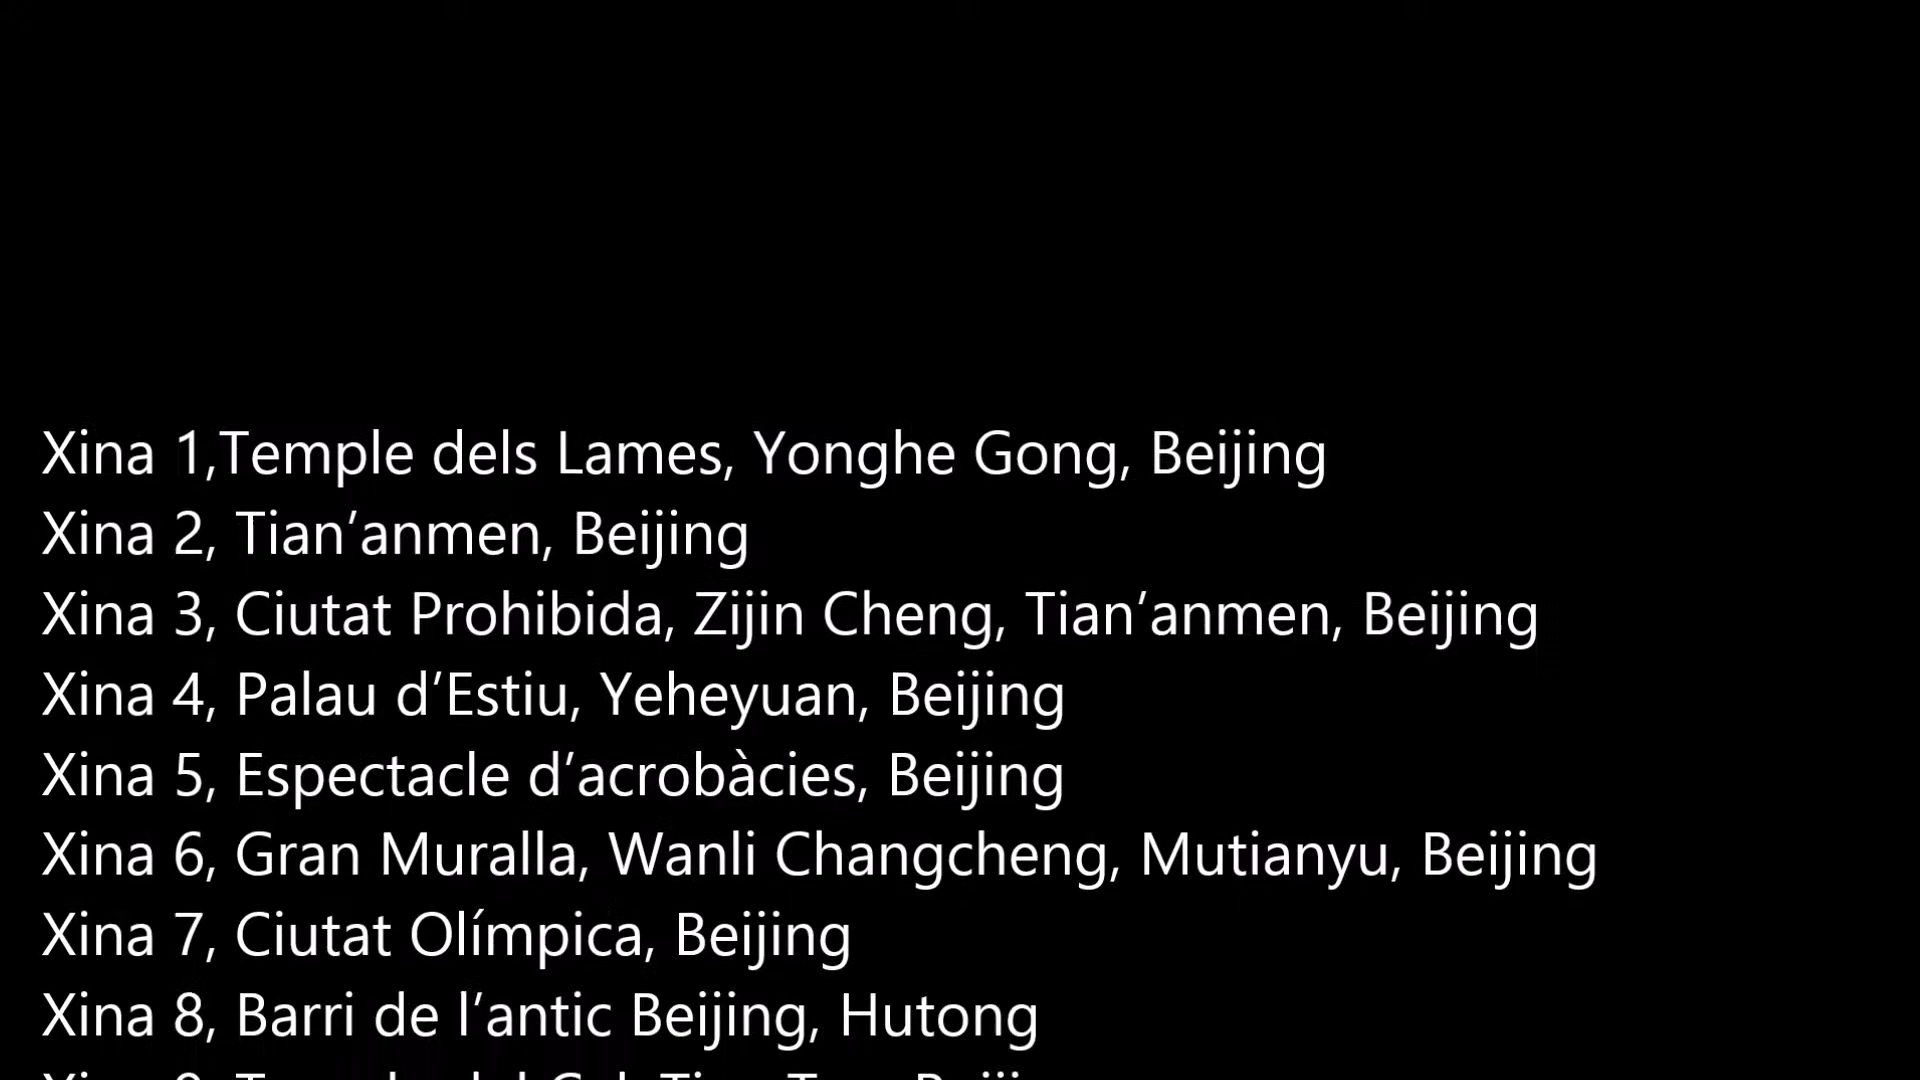 Xina 1,Temple dels Lames, Yonghe Gong, Beijing
Xina 2, Tian’anmen, Beijing
Xina 3, Ciutat Prohibida, Zijin Cheng, Tian’anmen, Beijing
Xina 4, Palau d’Estiu, Yeheyuan, Beijing
Xina 5, Espectacle d’acrobàcies, Beijing
Xina 6, Gran Muralla, Wanli Changcheng, Mutianyu, Beijing
Xina 7, Ciutat Olímpica, Beijing
Xina 8, Barri de l’antic Beijing, Hutong